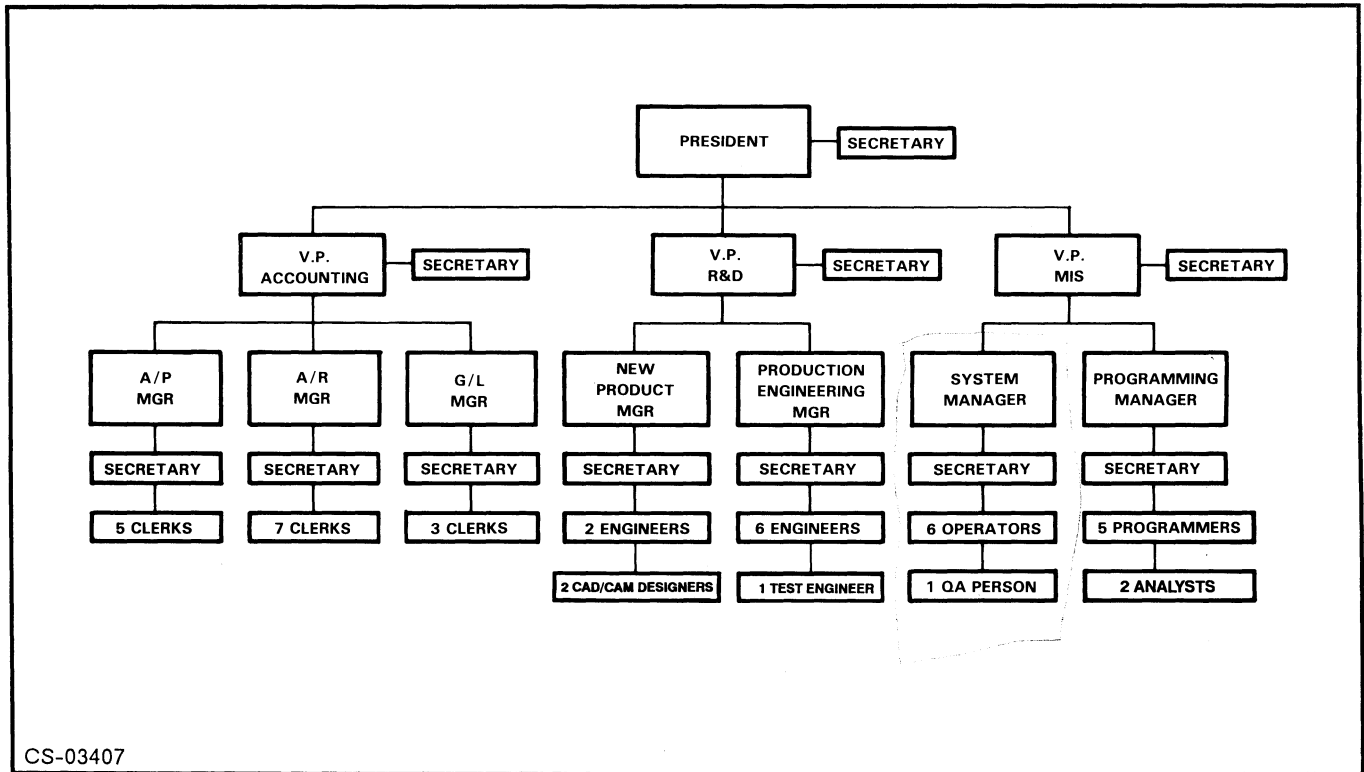 PRESIDENT
SECRETARY
V.P.
ACCOUNTING
SECRETARY
V.P.
R&D
SECRETARY
V.P.
MIS
SECRETARY
A/P
MGR
A/R
MGR
G/L
MGR
NEW
PRODUCT
MGR
PRODUCTION
ENGINEERING
MGR
SYSTEM
MANAGER
PROGRAMMING
MANAGER
SECRETARY
SECRETARY
SECRETARY
SECRETARY
SECRETARY
SECRETARY
SECRETARY
5 CLERKS
7 CLERKS
3 CLERKS
2 ENGINEERS
6 ENGINEERS
6 OPERATORS
5 PROGRAMMERS
2 CAD/CAM DESIGNERS
1 TEST ENGINEER
1 QA PERSON
2 ANALYSTS
CS-03407